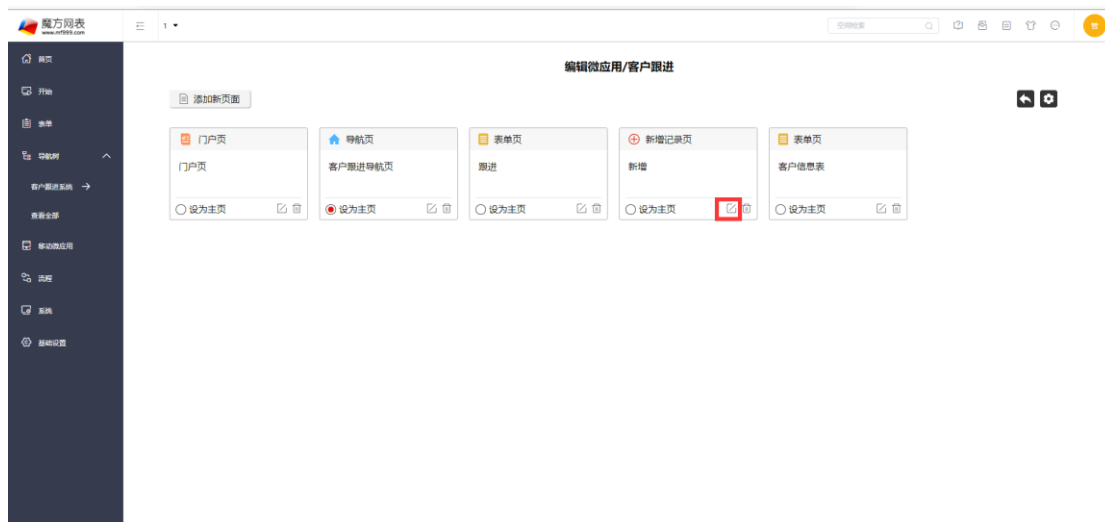 魔方网表
www.mf999.com
1
空间检索
首页
开始
表单
导航树
客户跟进系统
查看全部
移动微应用
流程
系统
基础设置
编辑微应用/客户跟进
添加新页面
门户页
门户页
设为主页
导航页
客户跟进导航页
设为主页
表单页
跟进
设为主页
新增记录页
新增
设为主页
表单页
客户信息表
设为主页